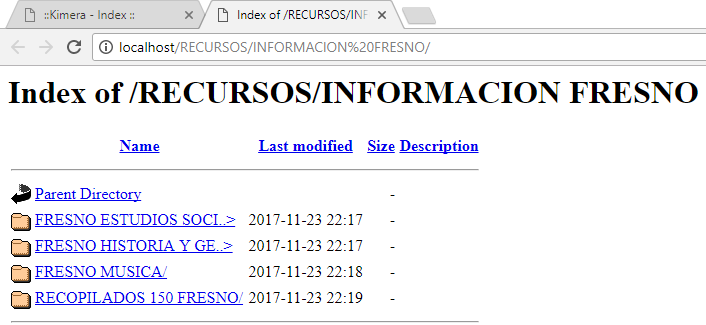 ::Kimera - Index ::
Index of /RECURSOS/INF
localhost/RECURSOS/INFORMACION%20FRESNO/
Index of /RECURSOS/INFORMACION FRESNO
Name Last modified Size Description
Parent Directory -
FRESNO ESTUDIOS SOCI..> 2017-11-23 22:17 -
FRESNO HISTORIA Y GE..> 2017-11-23 22:17 -
FRESNO MUSICA/ 2017-11-23 22:18 -
RECOPILADOS 150 FRESNO/ 2017-11-23 22:19 -